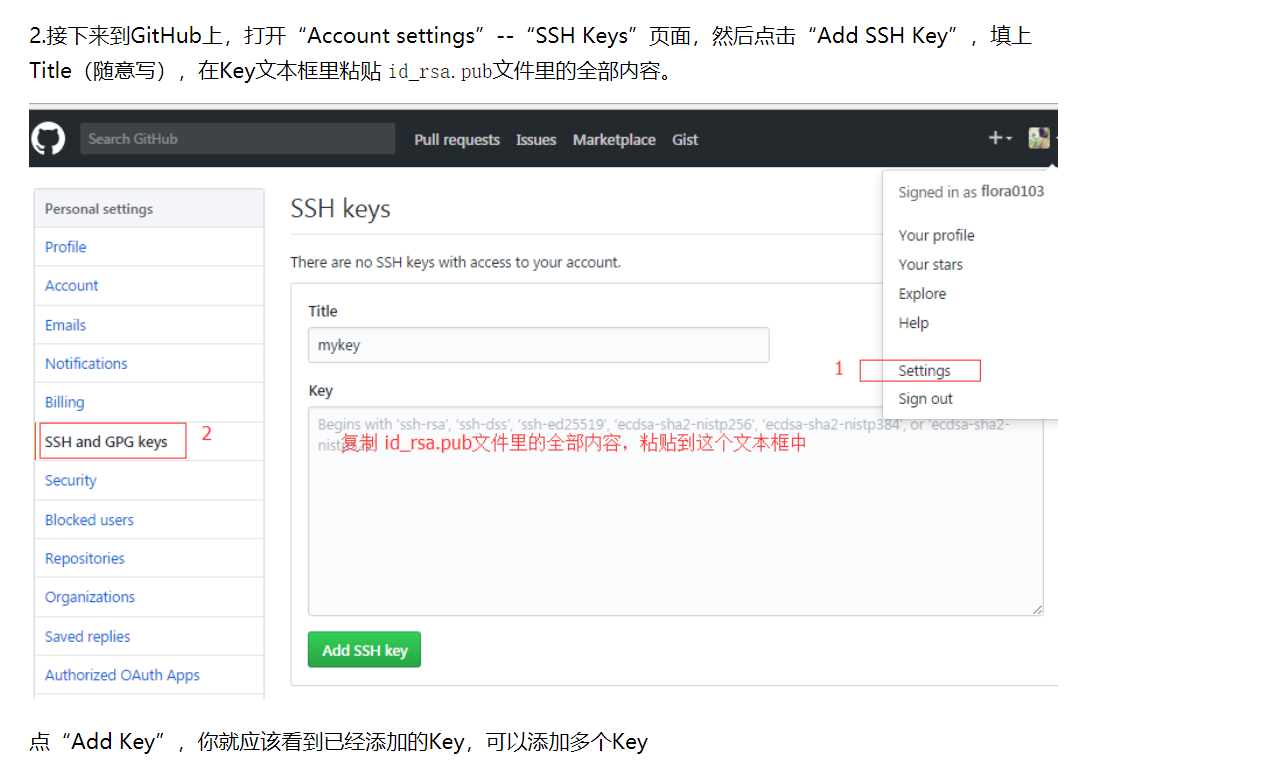 2.接下来到GitHub上，打开“Account settings”--“SSH Keys”页面，然后点击“Add SSH Key”，填上
Title（随意写），在Key文本框里粘贴 id_rsa.pub文件里的全部内容。
Search GitHub
Pull requests Issues Marketplace Gist
Signed in as flora0103
Your profile
Your stars
Explore
Help
1
Settings
Sign out
Personal settings
Profile
Account
Emails
Notifications
Billing
SSH and GPG keys
2
Security
Blocked users
Repositories
Organizations
Saved replies
Authorized OAuth Apps
SSH keys
There are no SSH keys with access to your account.
Title
mykey
Key
Begins with 'ssh-rsa', 'ssh-dss', 'ssh-ed25519', 'ecdsa-sha2-nistp256', 'ecdsa-sha2-nistp384', or 'ecdsa-sha2-
复制 id_rsa.pub文件里的全部内容，粘贴到这个文本框中
Add SSH key
点“Add Key”，你就应该看到已经添加的Key，可以添加多个Key